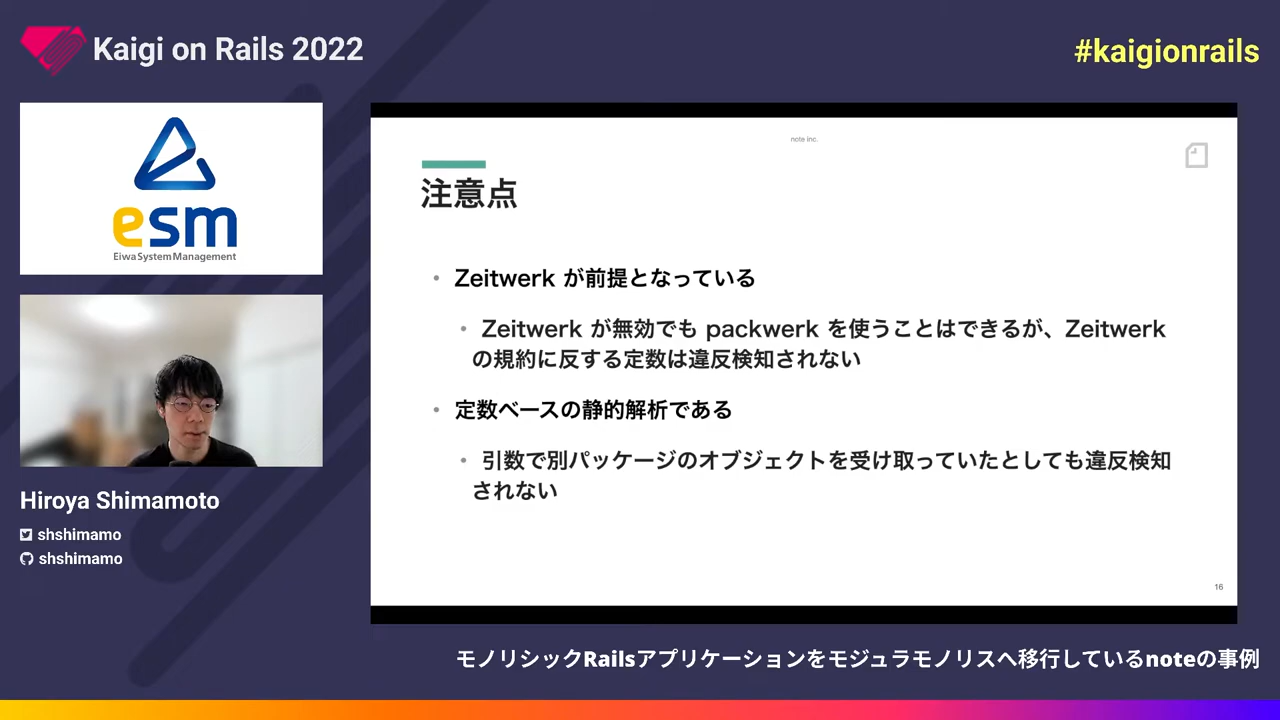 Kaigi on Rails 2022
#kaigionrails
esm
Eiwa System Management
Hiroya Shimamoto
shshimamo
shshimamo
note inc.
注意点
・ Zeitwerk が前提となっている
・ Zeitwerk が無効でも packwerk を使うことはできるが、Zeitwerk
の規約に反する定数は違反検知されない
・ 定数ベースの静的解析である
・ 引数で別パッケージのオブジェクトを受け取っていたとしても違反検知
されない
16
モノリシックRailsアプリケーションをモジュラモノリスへ移行しているnoteの事例